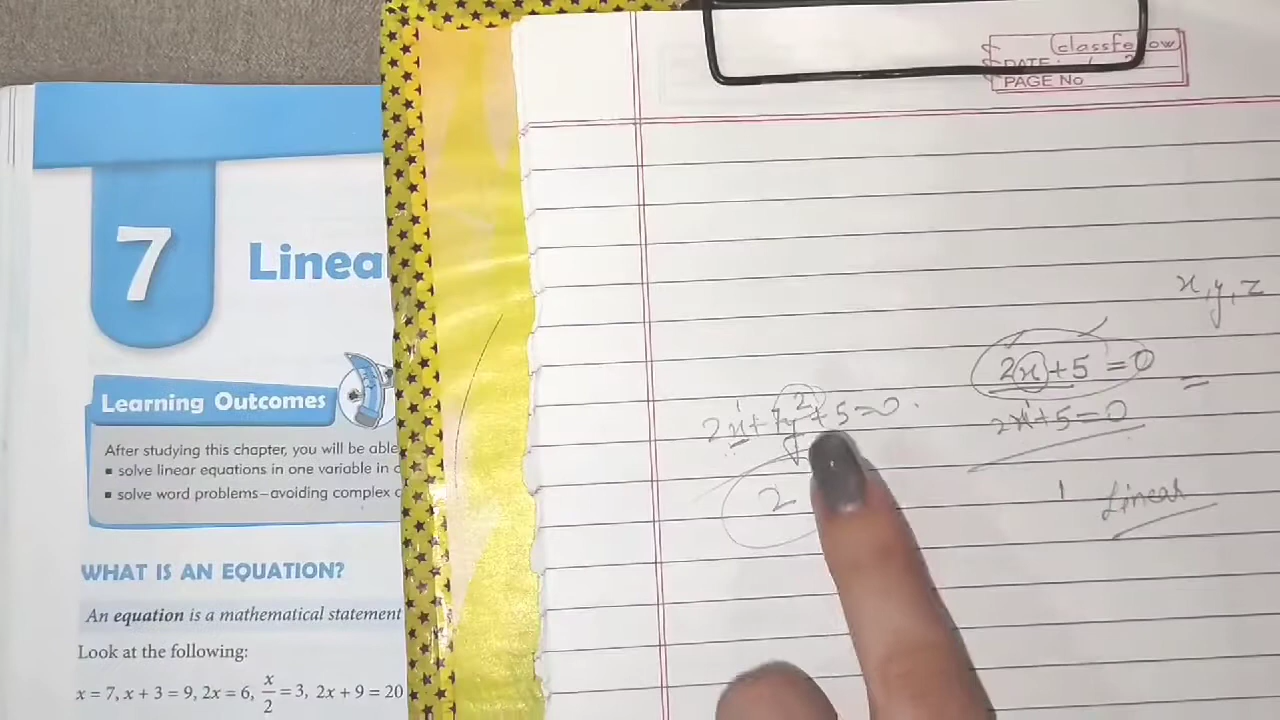 7
Linea
Learning Outcomes
After studying this chapter, you will be able
▪ solve linear equations in one variable in
▪ solve word problems–avoiding complex
WHAT IS AN EQUATION?
An equation is a mathematical statement
Look at the following:
x = 7, x + 3 = 9, 2x = 6, x/2 = 3, 2x + 9 = 20
classfe ow
DATE:
PAGE No
x, y, z
2x + 5 = 0 =
2x¹ + 5 = 0
1 Linear
2x¹ + 7y² + 5 = 0.
2